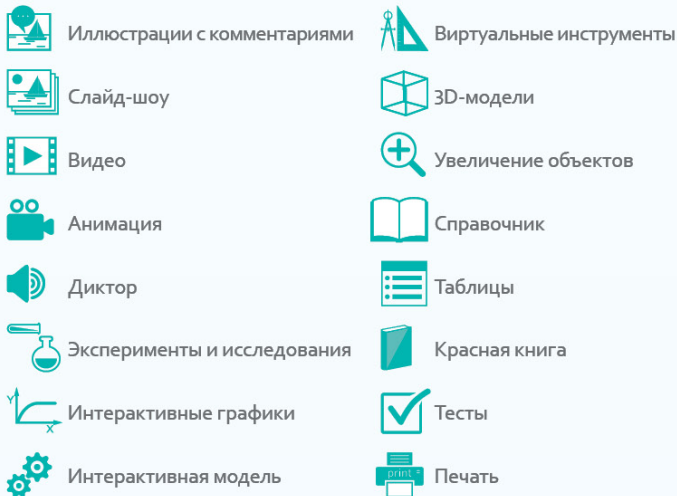 Иллюстрации с комментариями
Слайд-шоу
Видео
Анимация
Диктор
Эксперименты и исследования
Y
X
Интерактивные графики
Интерактивная модель
Виртуальные инструменты
3D-модели
Увеличение объектов
Справочник
Таблицы
Красная книга
Тесты
print
Печать